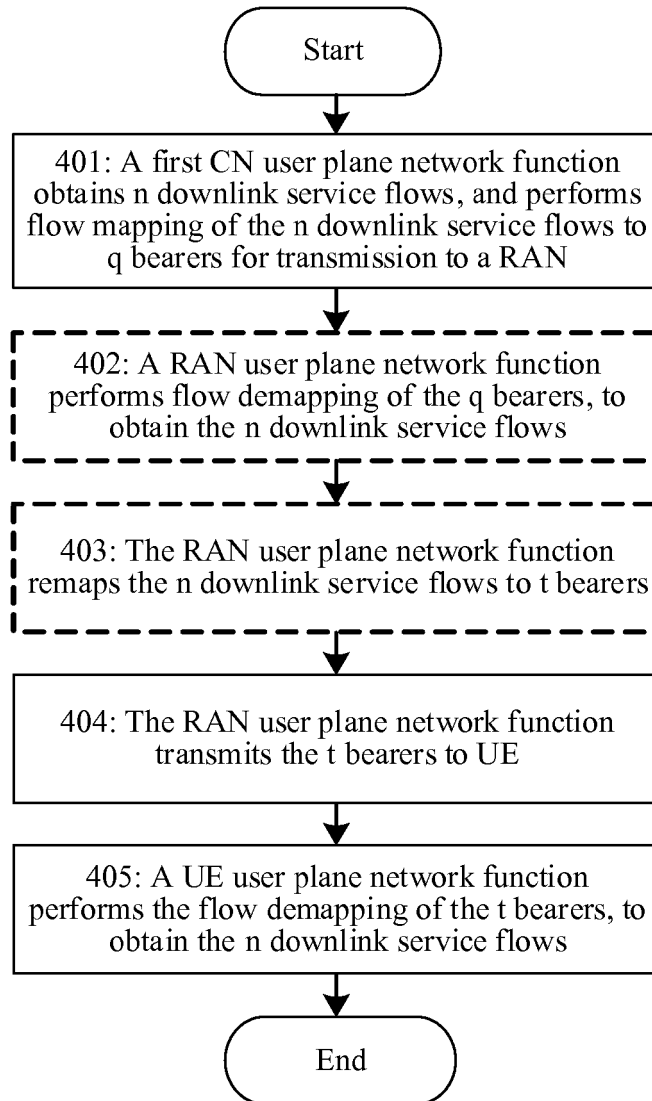 Start
401: A first CN user plane network function
obtains n downlink service flows, and performs
flow mapping of the n downlink service flows to
q bearers for transmission to a RAN
402: A RAN user plane network function
performs flow demapping of the q bearers, to
obtain the n downlink service flows
403: The RAN user plane network function
remaps the n downlink service flows to t bearers
404: The RAN user plane network function
transmits the t bearers to UE
405: A UE user plane network function
performs the flow demapping of the t bearers, to
obtain the n downlink service flows
End